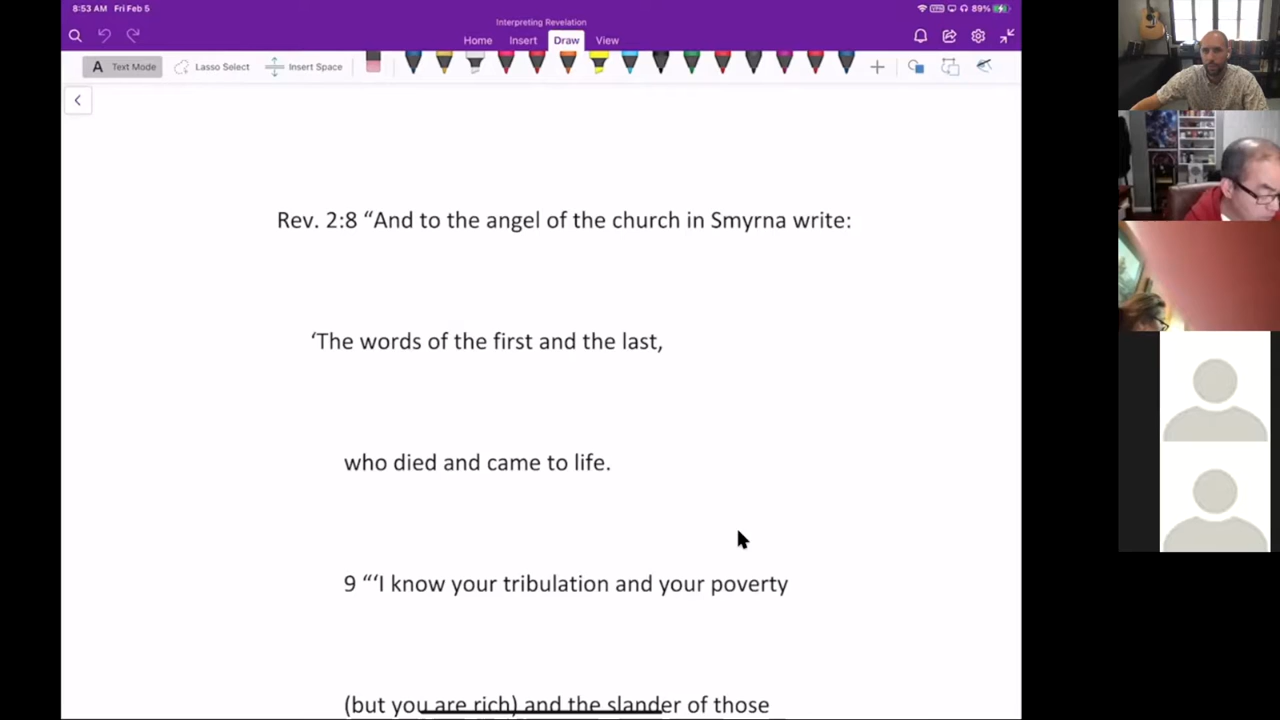 8:53 AM Fri Feb 5
89%
Interpreting Revelation
Home Insert Draw View
A Text Mode Lasso Select Insert Space
Rev. 2:8 “And to the angel of the church in Smyrna write:
‘The words of the first and the last,
who died and came to life.
9 “‘I know your tribulation and your poverty
(but you are rich) and the slander of those